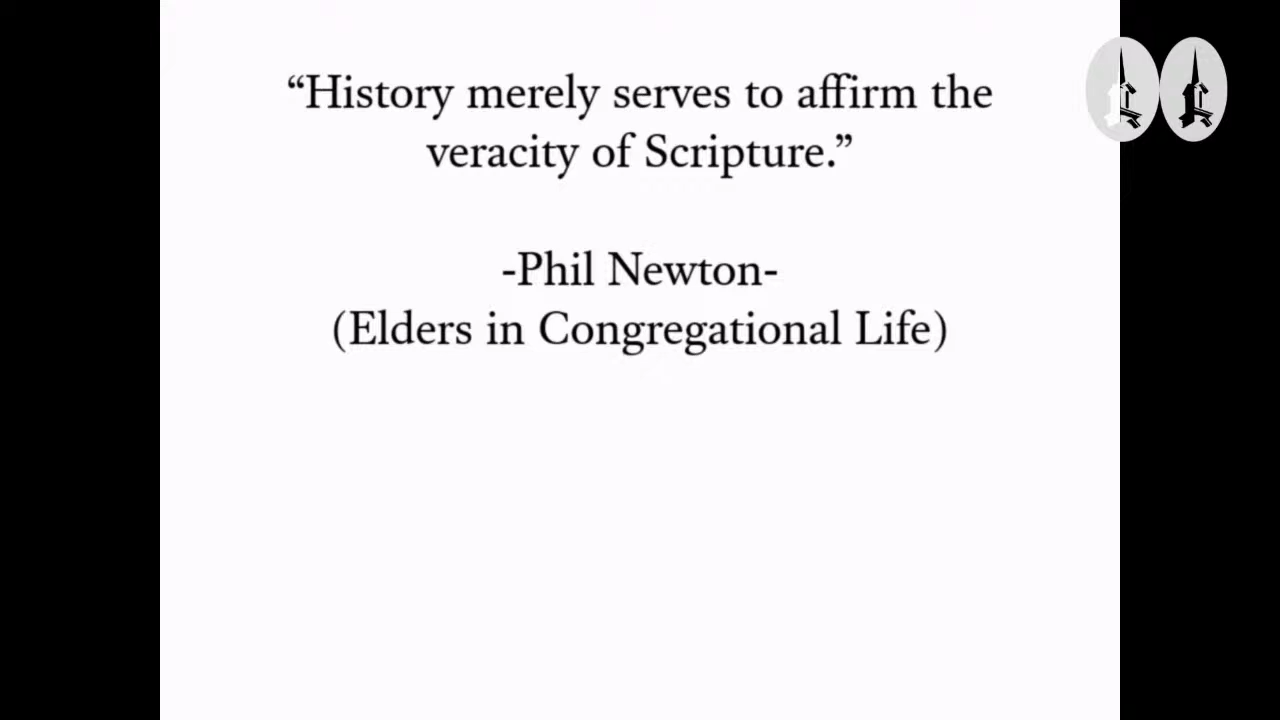 “History merely serves to affirm the
veracity of Scripture.”
-Phil Newton-
(Elders in Congregational Life)